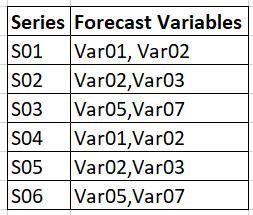 Series Forecast Variables
S01 Var01, Var02
S02 Var02,Var03
S03 Var05,Var07
S04 Var01,Var02
S05 Var02,Var03
S06 Var05,Var07